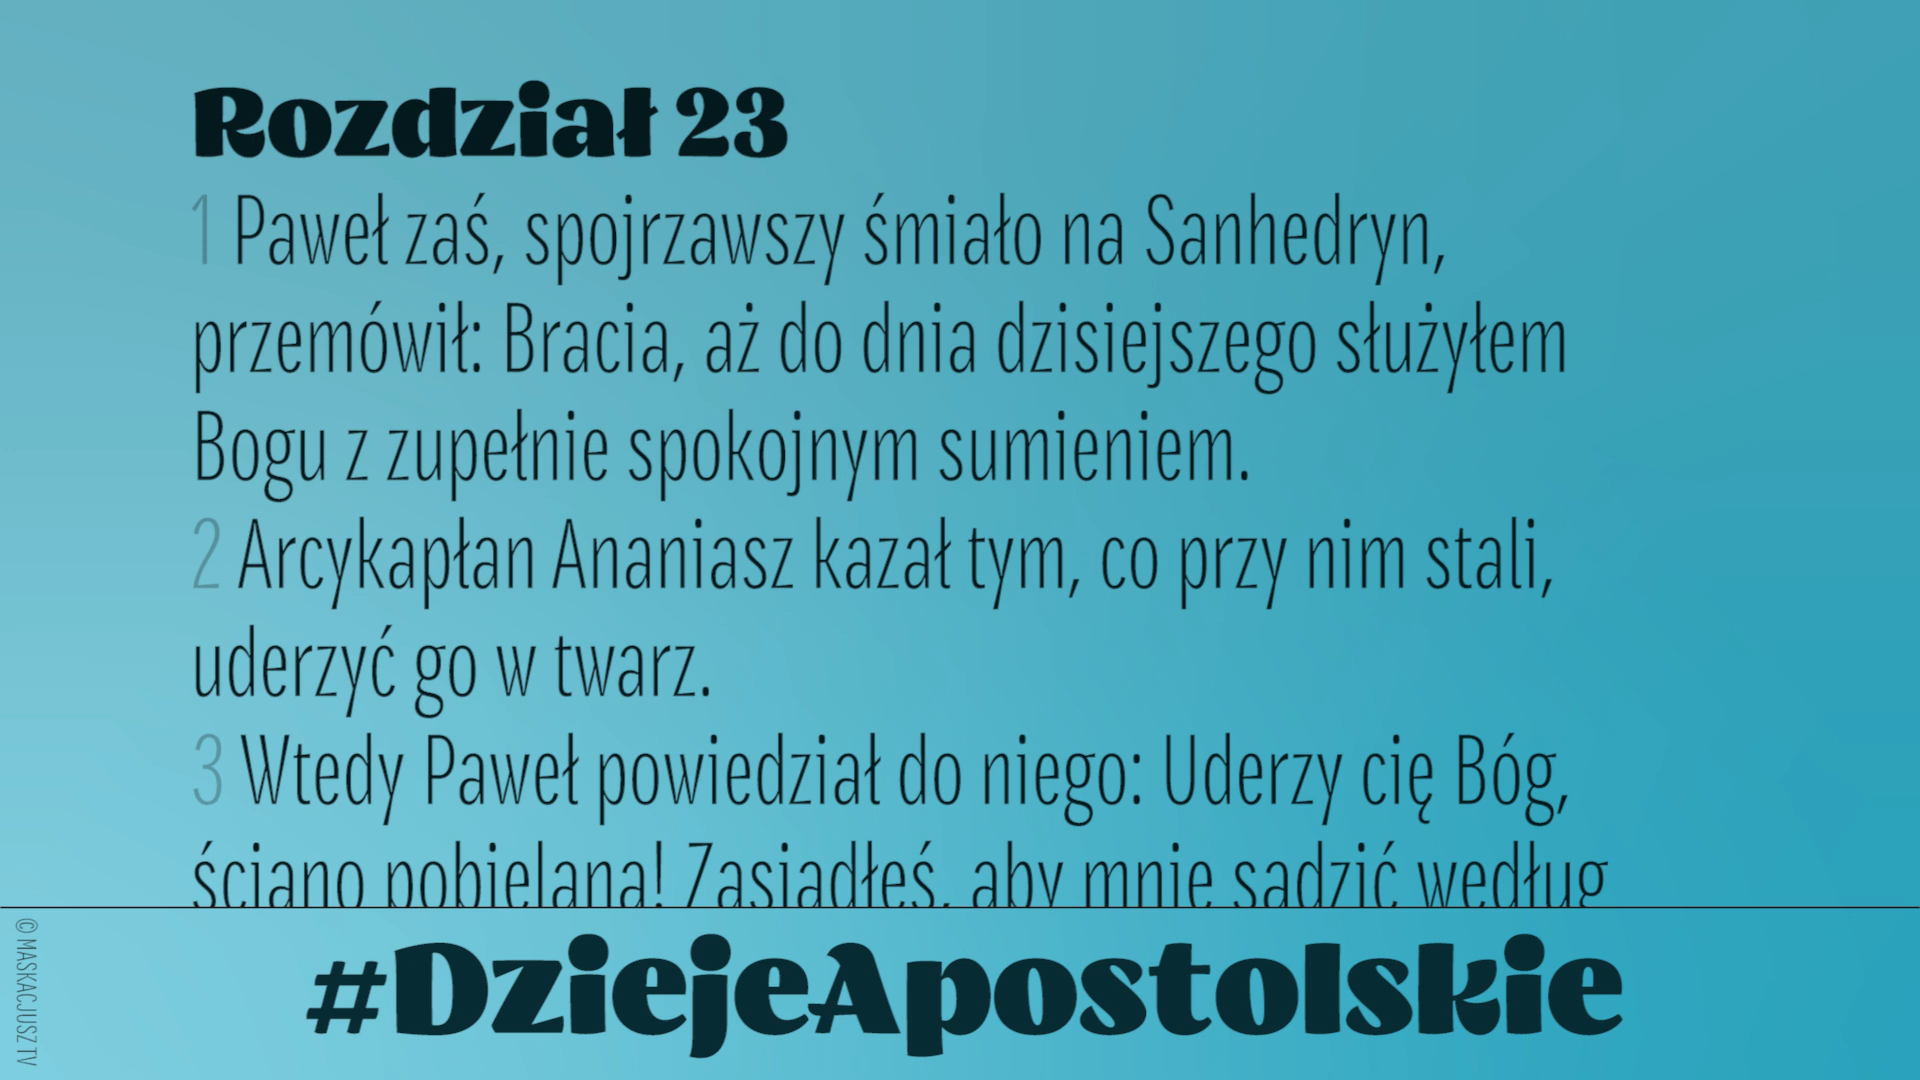 Rozdział 23
1 Paweł zaś, spojrzawszy śmiało na Sanhedryn,
przemówił: Bracia, aż do dnia dzisiejszego służyłem
Bogu z zupełnie spokojnym sumieniem.
2 Arcykapłan Ananiasz kazał tym, co przy nim stali,
uderzyć go w twarz.
3 Wtedy Paweł powiedział do niego: Uderzy cię Bóg,
ściano pobielana! Zasiadłeś, aby mnie sądzić według
#DziejeApostolskie
© MASKACJUSZ TV